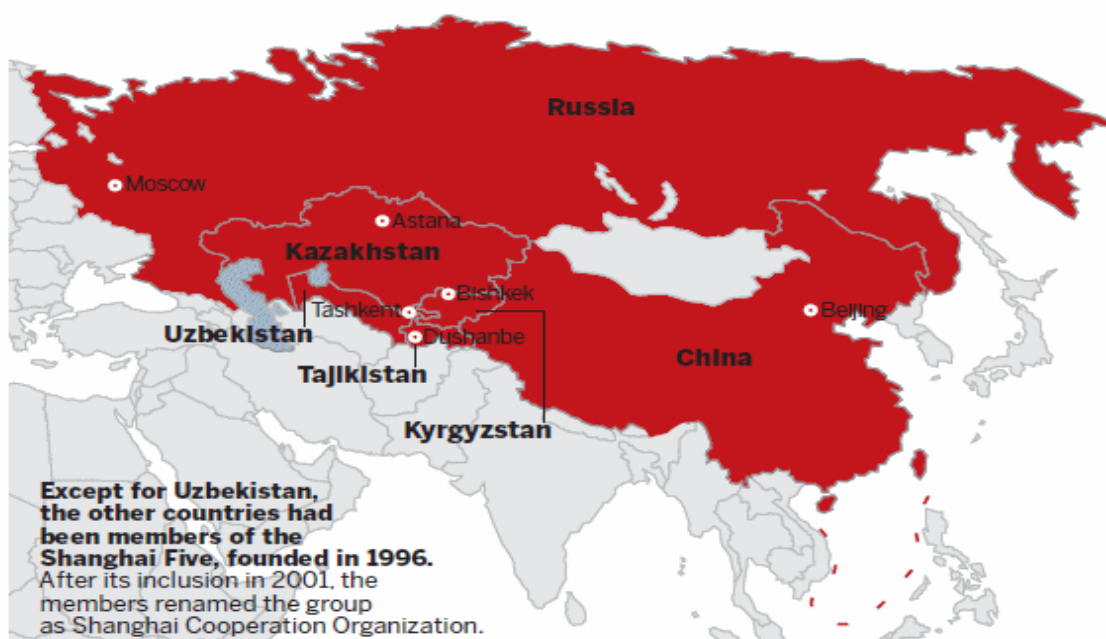 Russia
Moscow
Astana
Kazakhstan
Bishkek
Tashkent
Beijing
Uzbekistan
Dushanbe
China
Tajikistan
Kyrgyzstan
Except for Uzbekistan,
the other countries had
been members of the
Shanghai Five, founded in 1996.
After its inclusion in 2001, the
members renamed the group
as Shanghai Cooperation Organization.